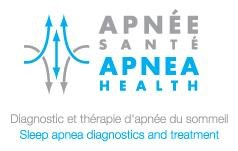 APNÉE
SANTÉ
APNEA
HEALTH
Diagnostic et thérapie d'apnée du sommeil
Sleep apnea diagnostics and treatment